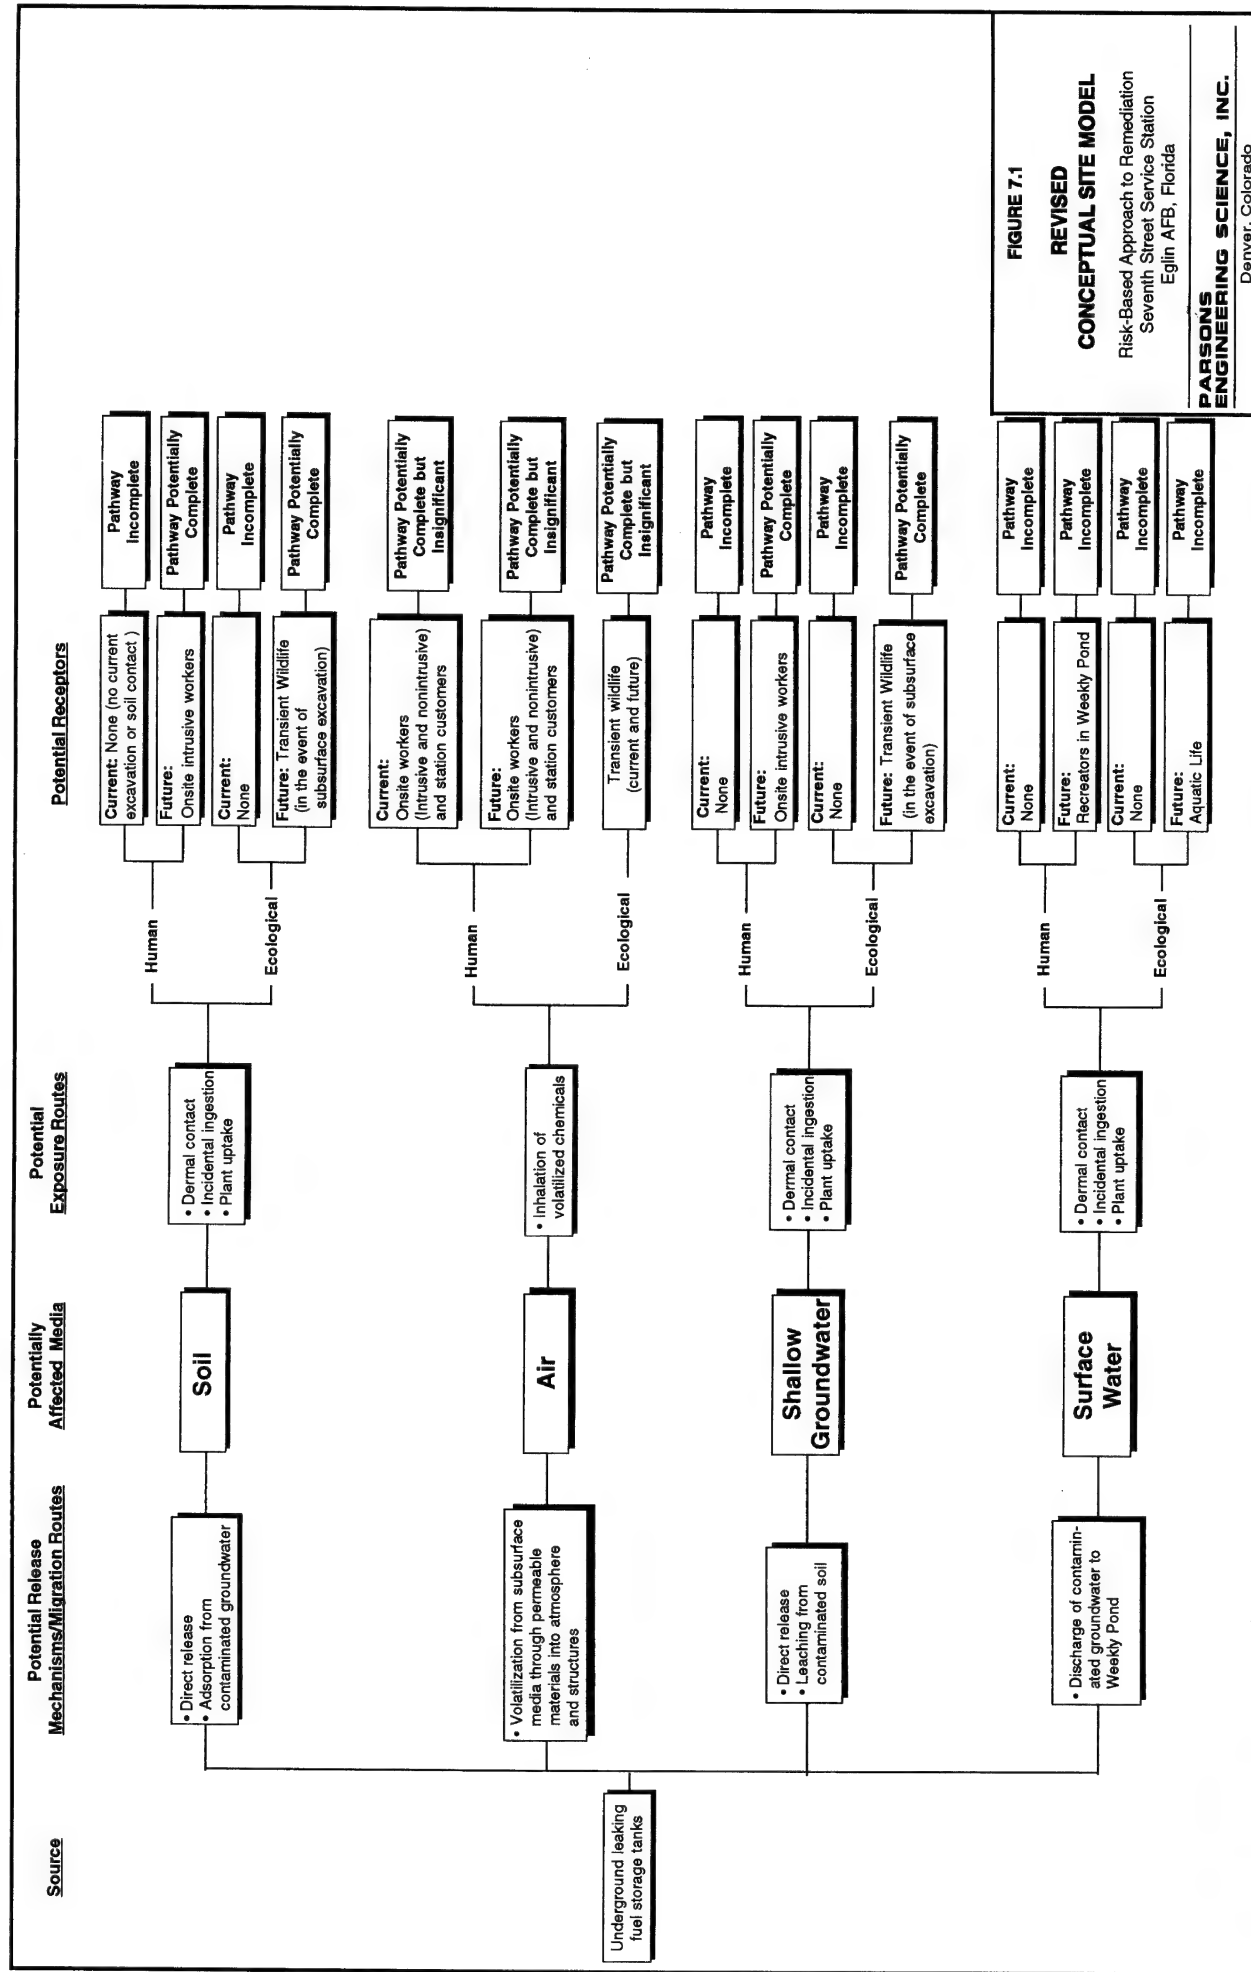 Source
Potential Release
Mechanisms/Migration Routes
Potentially
Affected Media
Potential
Exposure Routes
Potential Receptors
Underground leaking
fuel storage tanks
• Direct release
• Adsorption from
contaminated groundwater
Soil
• Dermal contact
• Incidental ingestion
• Plant uptake
Human
Current: None (no current
excavation or soil contact )
Pathway
Incomplete
Future:
Onsite intrusive workers
Pathway Potentially
Complete
Ecological
Current:
None
Pathway
Incomplete
Future: Transient Wildlife
(in the event of
subsurface excavation)
Pathway Potentially
Complete
• Volatilization from subsurface
media through permeable
materials into atmosphere
and structures
Air
• Inhalation of
volatilized chemicals
Human
Current:
Onsite workers
(Intrusive and nonintrusive)
and station customers
Pathway Potentially
Complete but
Insignificant
Future:
Onsite workers
(Intrusive and nonintrusive)
and station customers
Pathway Potentially
Complete but
Insignificant
Ecological
Transient wildlife
(current and future)
Pathway Potentially
Complete but
Insignificant
• Direct release
• Leaching from
contaminated soil
Shallow
Groundwater
• Dermal contact
• Incidental ingestion
• Plant uptake
Human
Current:
None
Pathway
Incomplete
Future:
Onsite intrusive workers
Pathway Potentially
Complete
Ecological
Current:
None
Pathway
Incomplete
Future: Transient Wildlife
(in the event of subsurface
excavation)
Pathway Potentially
Complete
• Discharge of contamin-
ated groundwater to
Weekly Pond
Surface
Water
• Dermal contact
• Incidental ingestion
• Plant uptake
Human
Current:
None
Pathway
Incomplete
Future:
Recreators in Weekly Pond
Pathway
Incomplete
Ecological
Current:
None
Pathway
Incomplete
Future:
Aquatic Life
Pathway
Incomplete
FIGURE 7.1
REVISED
CONCEPTUAL SITE MODEL
Risk-Based Approach to Remediation
Seventh Street Service Station
Eglin AFB, Florida
PARSONS
ENGINEERING SCIENCE, INC.
Denver, Colorado